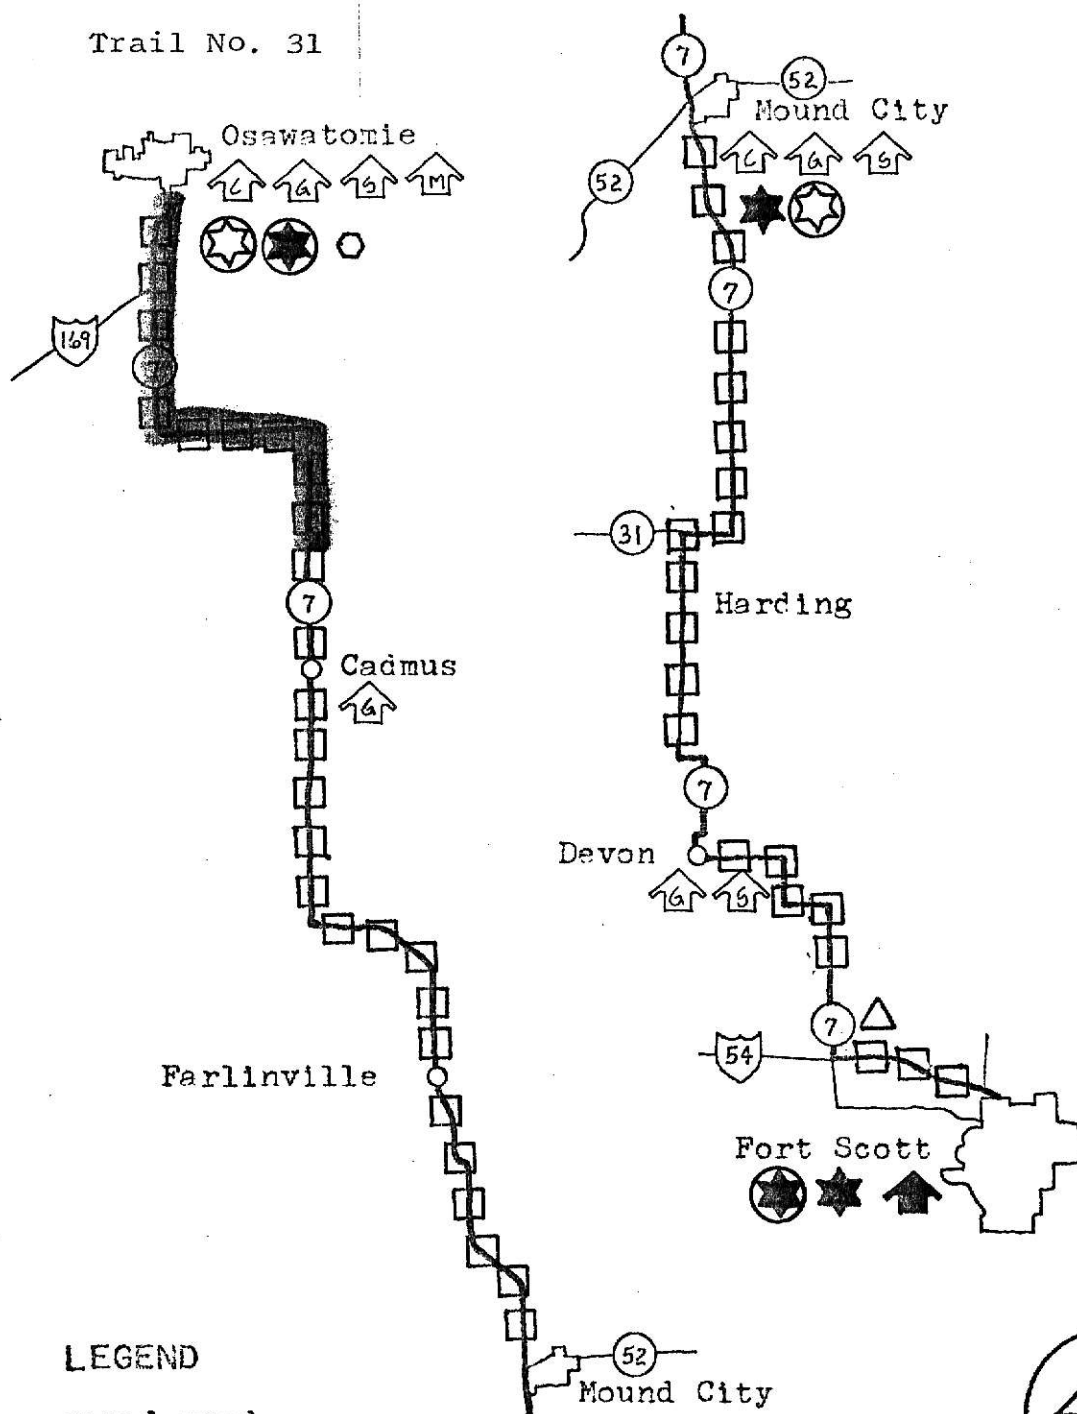 Trail No. 31
Osawatomie
C G S M
169
7
7
Cadmus
G
Farlinville
LEGEND
52
Mound City
7
52
Mound City
C G S
52
7
31
Harding
7
Devon
G S
7
54
Fort Scott